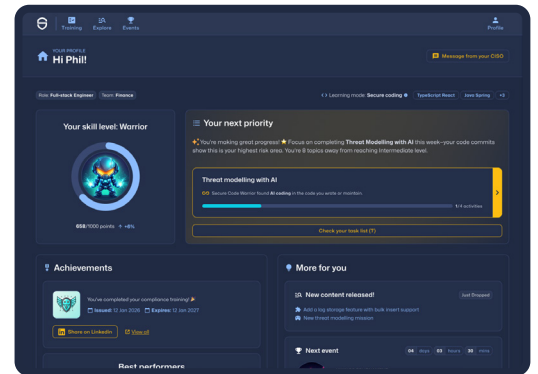 Training
Explore
Events
Profile
YOUR PROFILE
Hi Phil!
Message from your CISO
Role: Full-stack Engineer
Team: Finance
Learning mode: Secure coding
TypeScript React
Java Spring
+3
Your skill level: Warrior
858/1000 points ↑ +6%
Your next priority
You're making great progress! ⭐ Focus on completing Threat Modelling with AI this week–your code commits
show this is your highest risk area. You're 8 topics away from reaching Intermediate level.
Threat modelling with AI
Secure Code Warrior found AI coding in the code you wrote or maintain.
1/4 activities
Check your task list (7)
Achievements
You've completed your compliance training! 🎉
Issued: 12 Jan 2026
Expires: 12 Jan 2027
Share on LinkedIn
View all
Best performers
More for you
New content released!
Just Dropped
Add a log storage feature with bulk insert support
New threat modelling mission
Next event
04 days 03 hours 30 mins